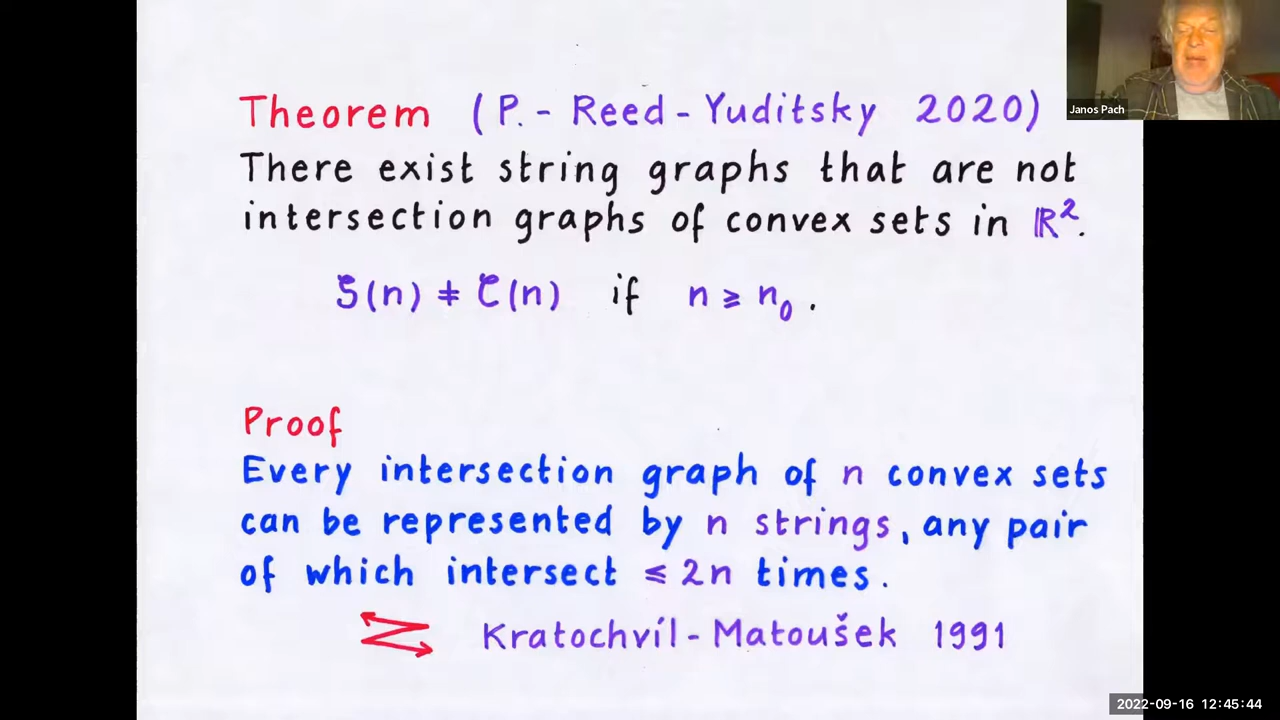 Theorem (P. - Reed - Yuditsky 2020)
Janos Pach
There exist string graphs that are not
intersection graphs of convex sets in ℝ².
S(n) ≠ C(n) if n ≥ n₀.
Proof
Every intersection graph of n convex sets
can be represented by n strings, any pair
of which intersect ≤ 2n times.
Kratochvíl - Matoušek 1991
2022-09-16 12:45:44